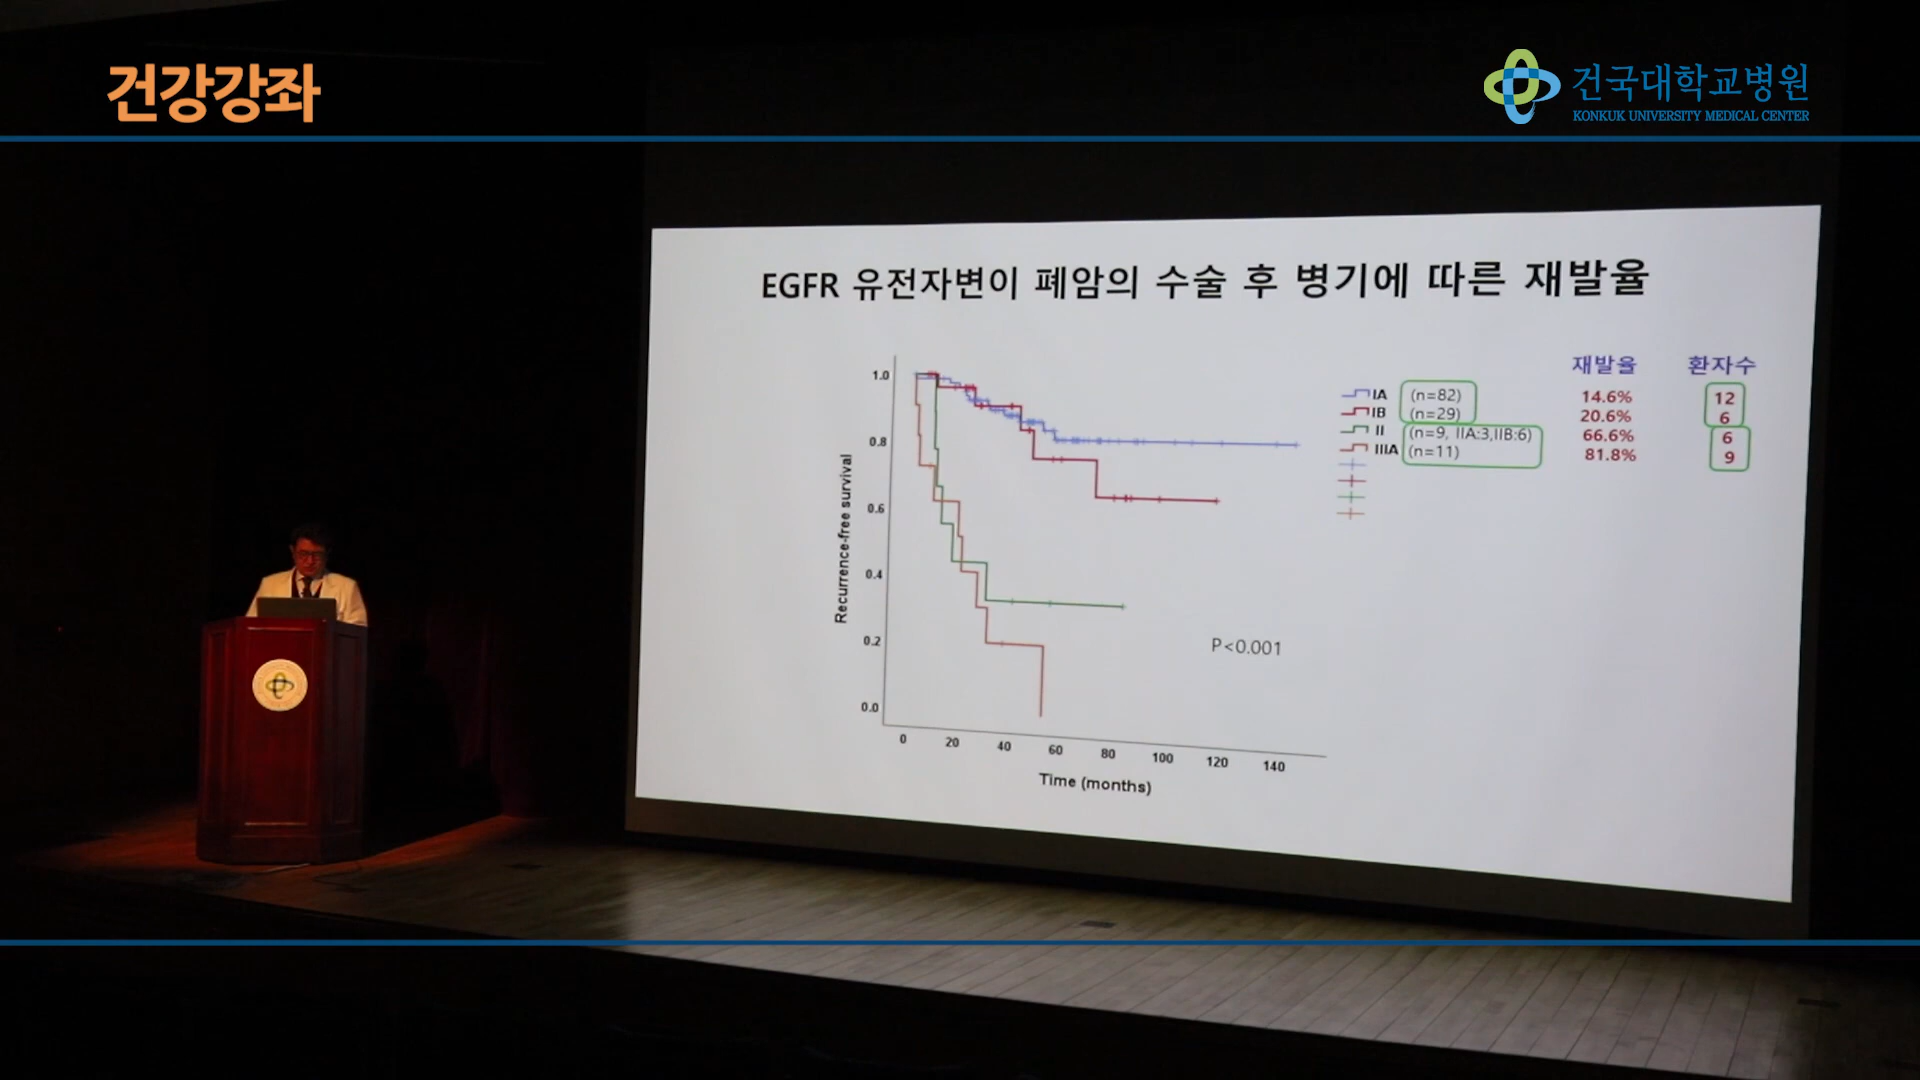 건강강좌
건국대학교병원
KONKUK UNIVERSITY MEDICAL CENTER
EGFR 유전자변이 폐암의 수술 후 병기에 따른 재발율
재발율 환자수
IA (n=82) 14.6% 12
IB (n=29) 20.6% 6
II (n=9, IIA:3,IIB:6) 66.6% 6
IIIA (n=11) 81.8% 9
Recurrence-free survival
1.0
0.8
0.6
0.4
0.2
0.0
P<0.001
0 20 40 60 80 100 120 140
Time (months)